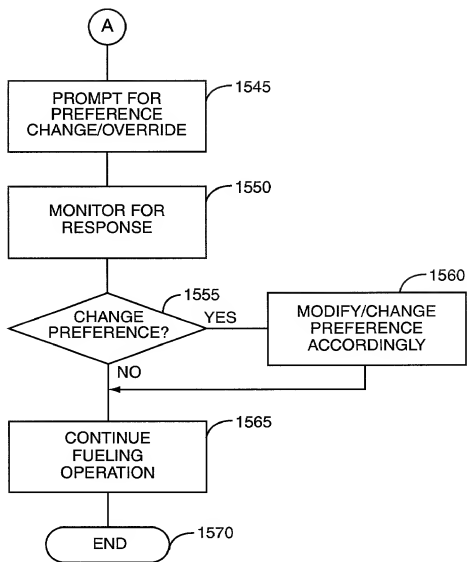 A
PROMPT FOR
PREFERENCE
CHANGE/OVERRIDE
1545
MONITOR FOR
RESPONSE
1550
CHANGE
PREFERENCE?
1555
YES
MODIFY/CHANGE
PREFERENCE
ACCORDINGLY
1560
NO
CONTINUE
FUELING
OPERATION
1565
END
1570